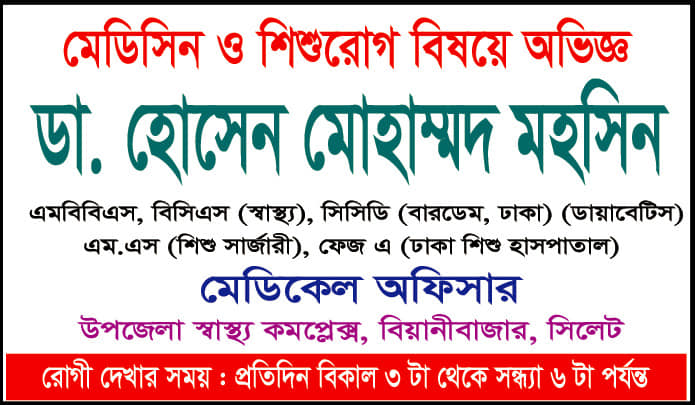 মেডিসিন ও শিশুরোগ বিষয়ে অভিজ্ঞ
ডা. হোসেন মোহাম্মদ মহসিন
এমবিবিএস, বিসিএস (স্বাস্থ্য), সিসিডি (বারডেম, ঢাকা) (ডায়াবেটিস)
এম.এস (শিশু সার্জারী), ফেজ এ (ঢাকা শিশু হাসপাতাল)
মেডিকেল অফিসার
উপজেলা স্বাস্থ্য কমপ্লেক্স, বিয়ানীবাজার, সিলেট
রোগী দেখার সময় : প্রতিদিন বিকাল ৩ টা থেকে সন্ধ্যা ৬ টা পর্যন্ত